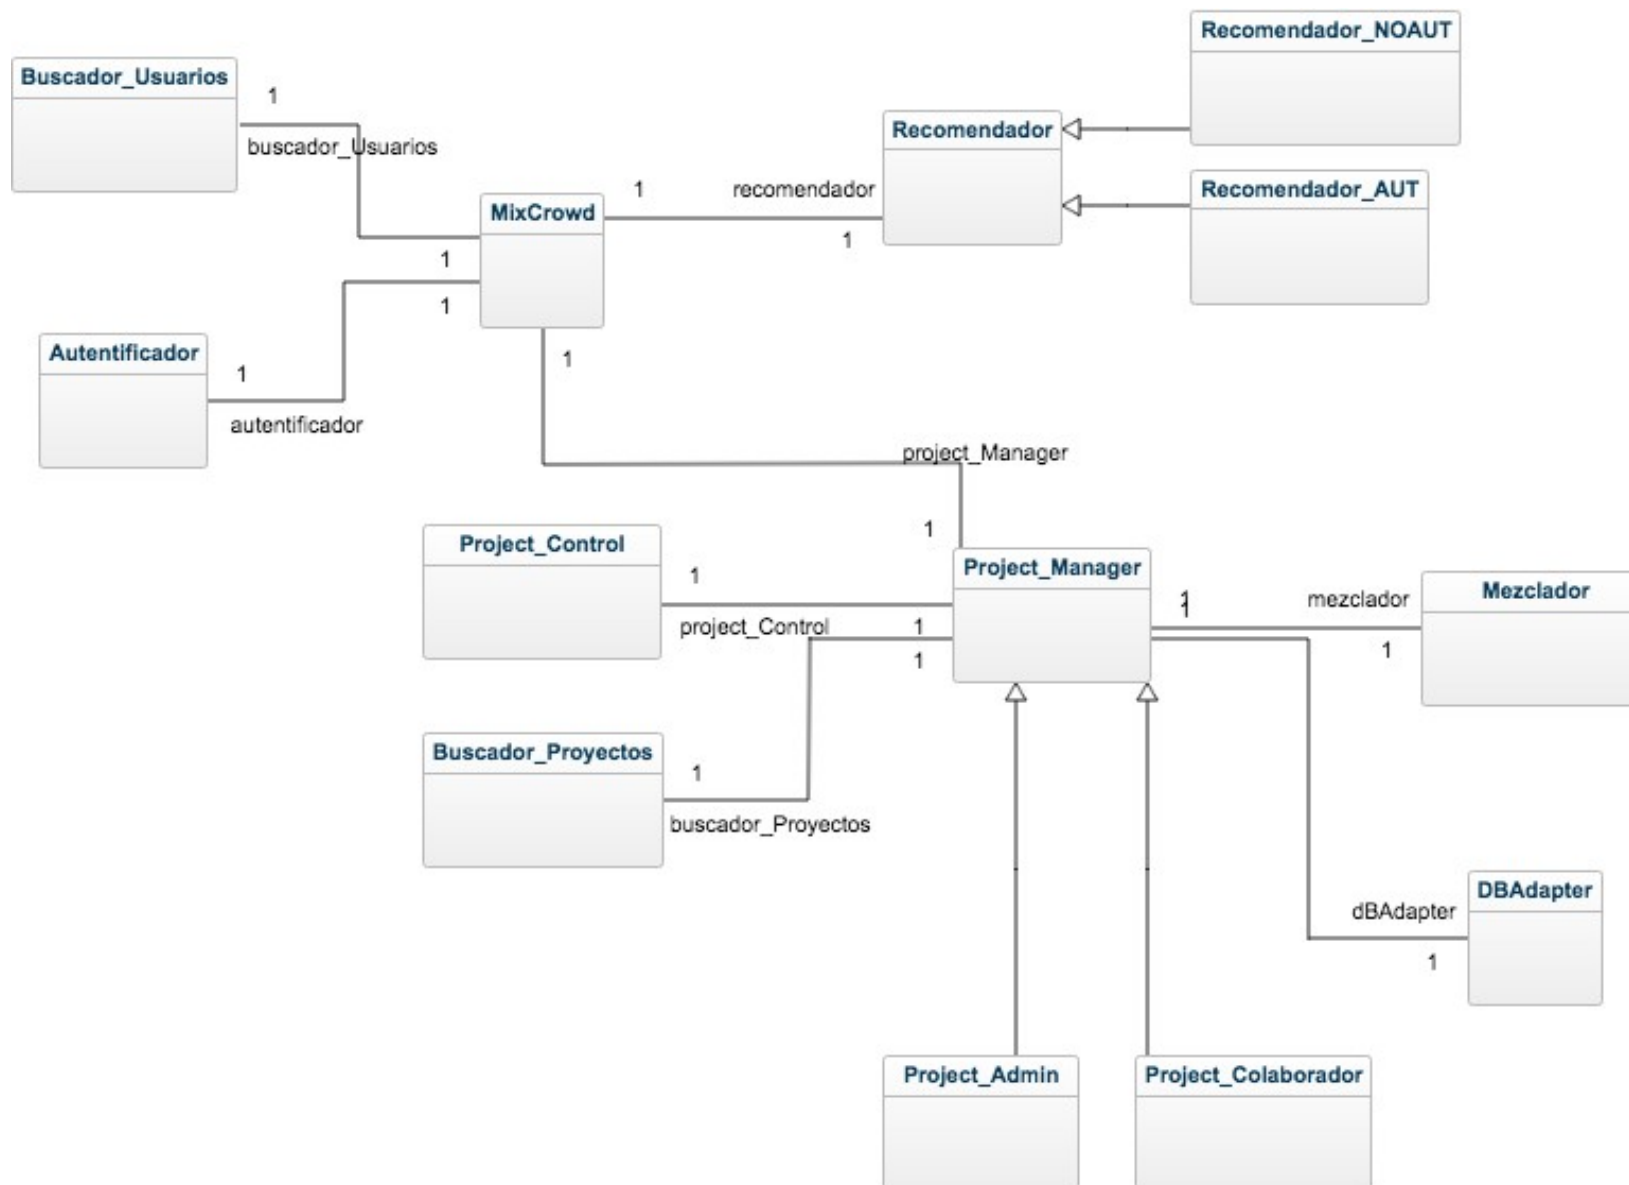 Recomendador_NOAUT
Buscador_Usuarios
1
buscador_Usuarios
Recomendador
Recomendador_AUT
1
recomendador
MixCrowd
1
1
1
Autentificador
1
1
autentificador
project_Manager
1
Project_Control
Project_Manager
1
project_Control
1
1
1
1
mezclador
1
Mezclador
Buscador_Proyectos
1
buscador_Proyectos
DBAdapter
dBAdapter
1
Project_Admin
Project_Colaborador